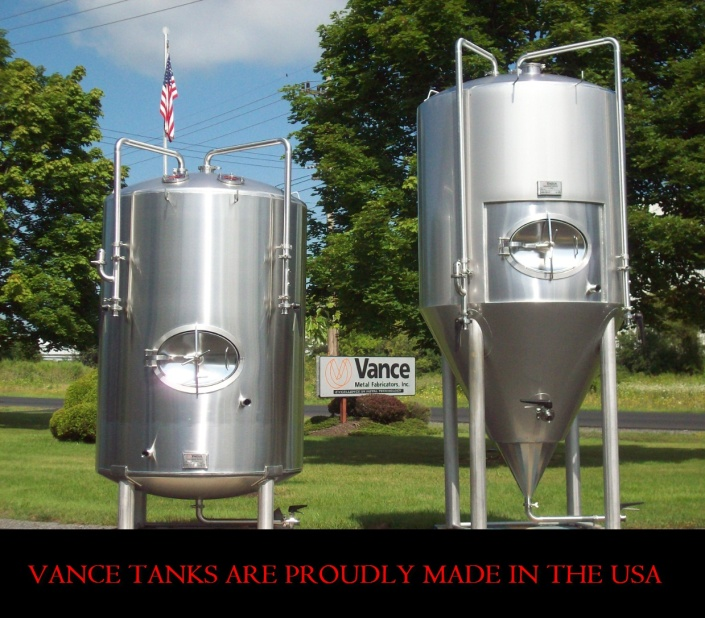 Vance
Metal Fabricators, Inc.
VANCE TANKS ARE PROUDLY MADE IN THE USA